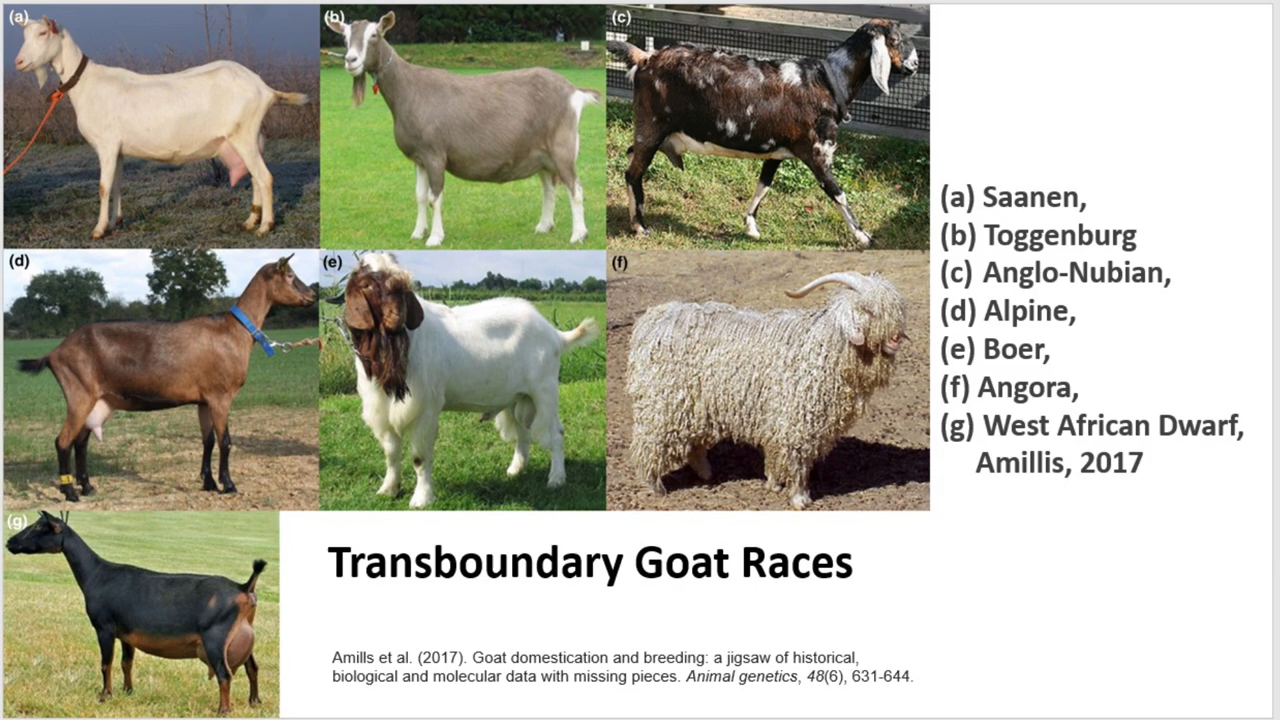 (a)
(b)
(c)
(d)
(e)
(f)
(g)
(a) Saanen,
(b) Toggenburg
(c) Anglo-Nubian,
(d) Alpine,
(e) Boer,
(f) Angora,
(g) West African Dwarf,
Amillis, 2017
Transboundary Goat Races
Amills et al. (2017). Goat domestication and breeding: a jigsaw of historical,
biological and molecular data with missing pieces. Animal genetics, 48(6), 631-644.